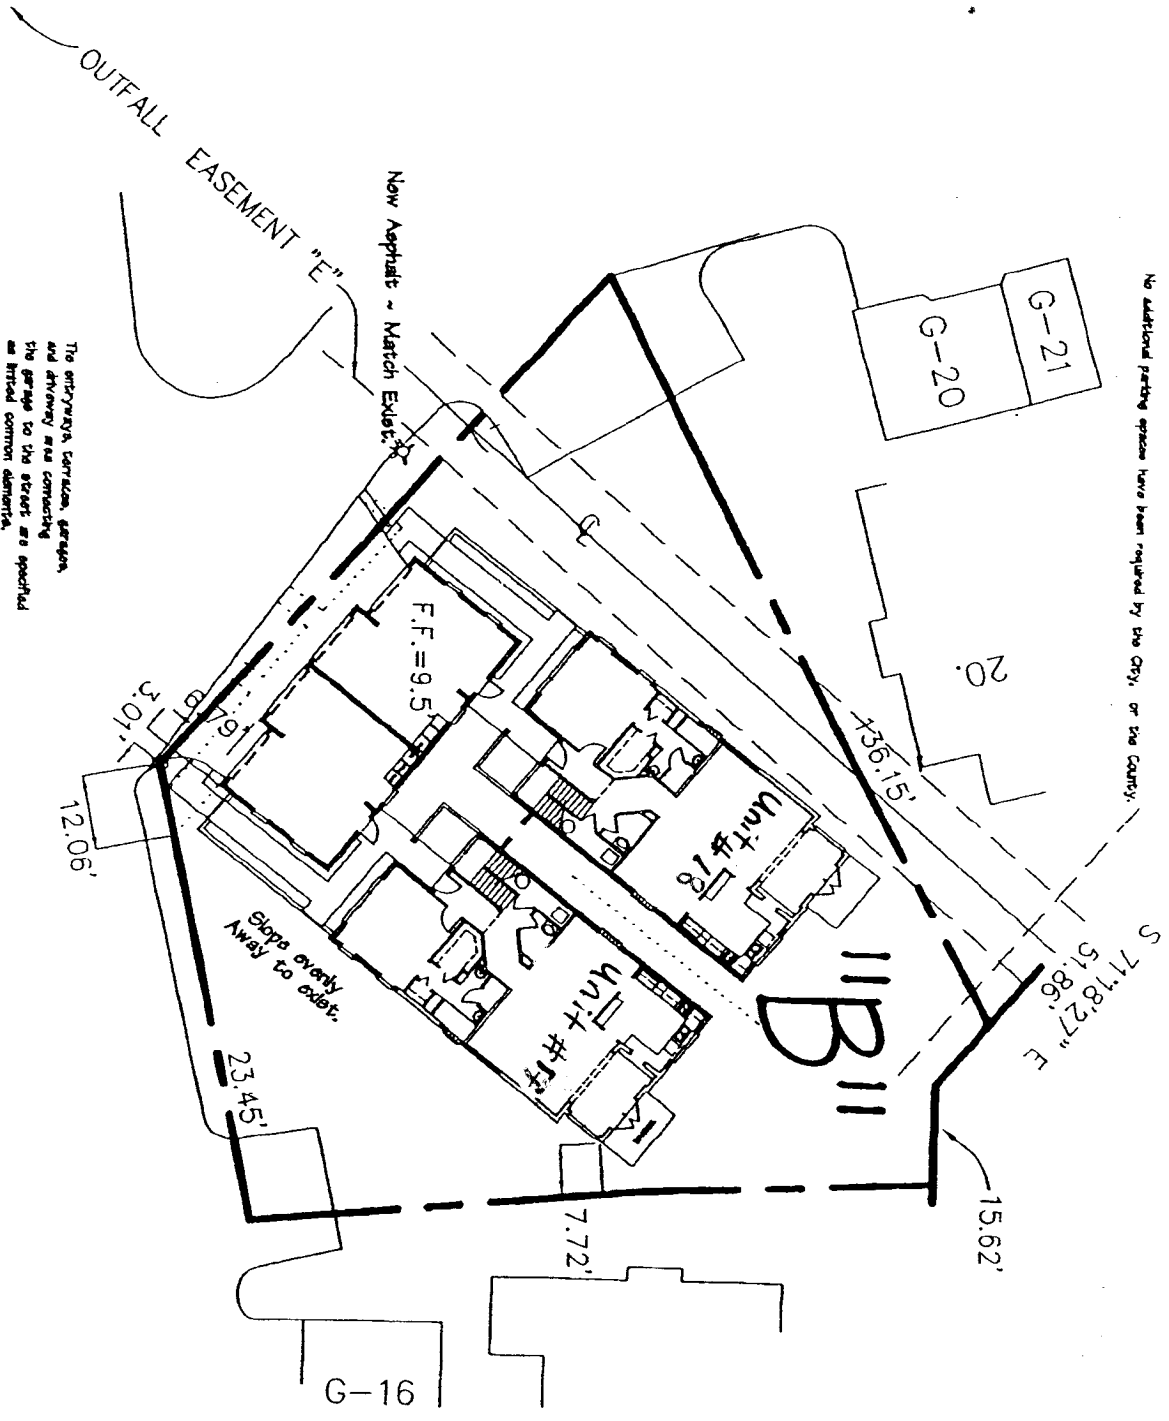 No additional parking spaces have been required by the City, or the County.
G-21
G-20
OUTFALL EASEMENT "E"
New Asphalt ~ Match Exist.
20.
The entryways, terraces, garages,
and driveway area connecting
the garage to the street are specified
as limited common elements.
F.F.=9.5'
136.15'
Unit #18
S 71°18'27" E
51.86'
"B"
3.01'
6.79
12.06'
Slope evenly
Away to exist.
Unit #17
23.45'
7.72'
15.62'
G-16